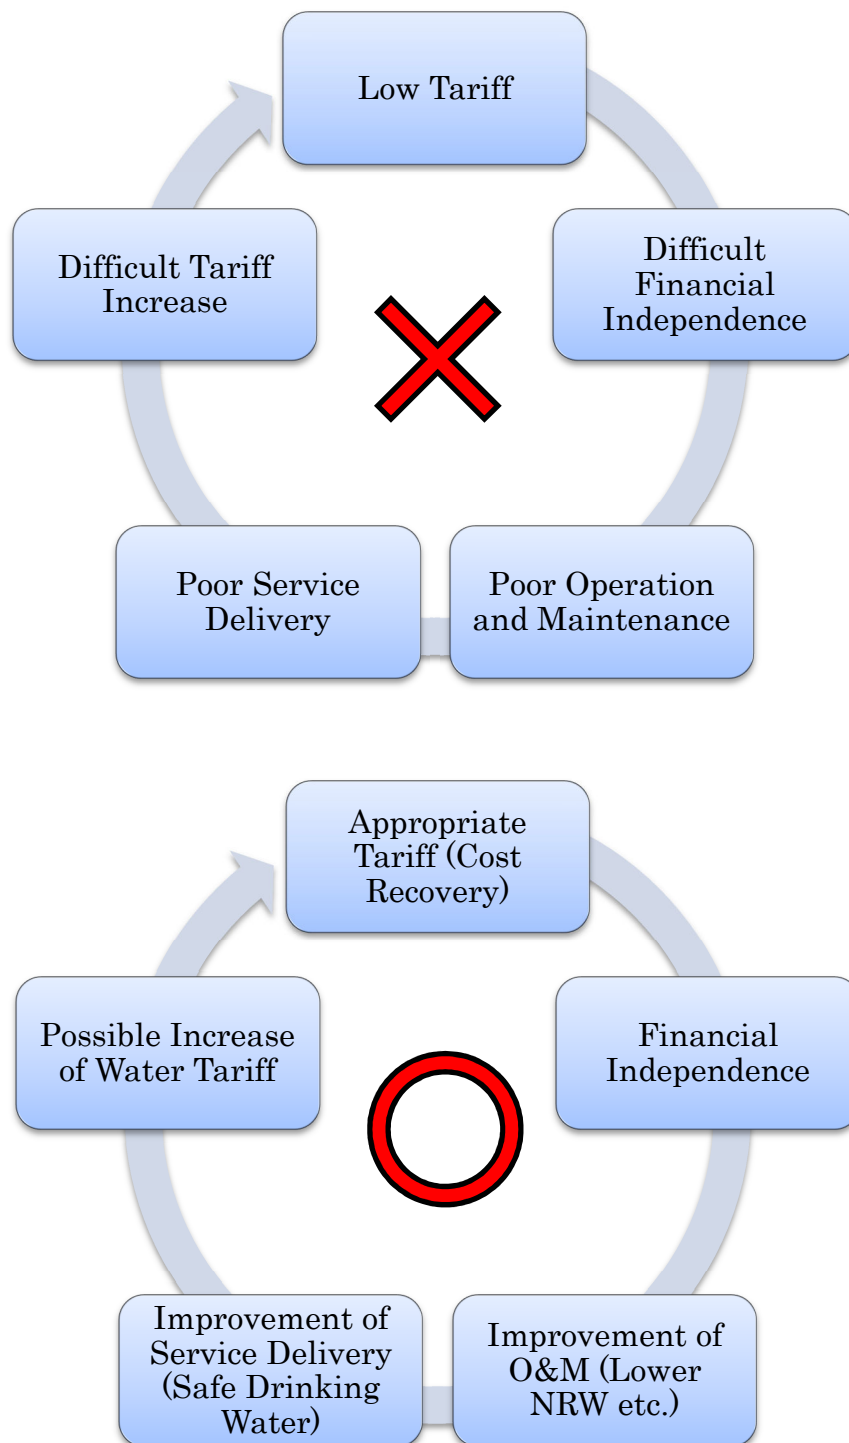 Low Tariff
Difficult
Financial
Independence
Poor Operation
and Maintenance
Poor Service
Delivery
Difficult Tariff
Increase
Appropriate
Tariff (Cost
Recovery)
Financial
Independence
Improvement of
O&M (Lower
NRW etc.)
Improvement of
Service Delivery
(Safe Drinking
Water)
Possible Increase
of Water Tariff